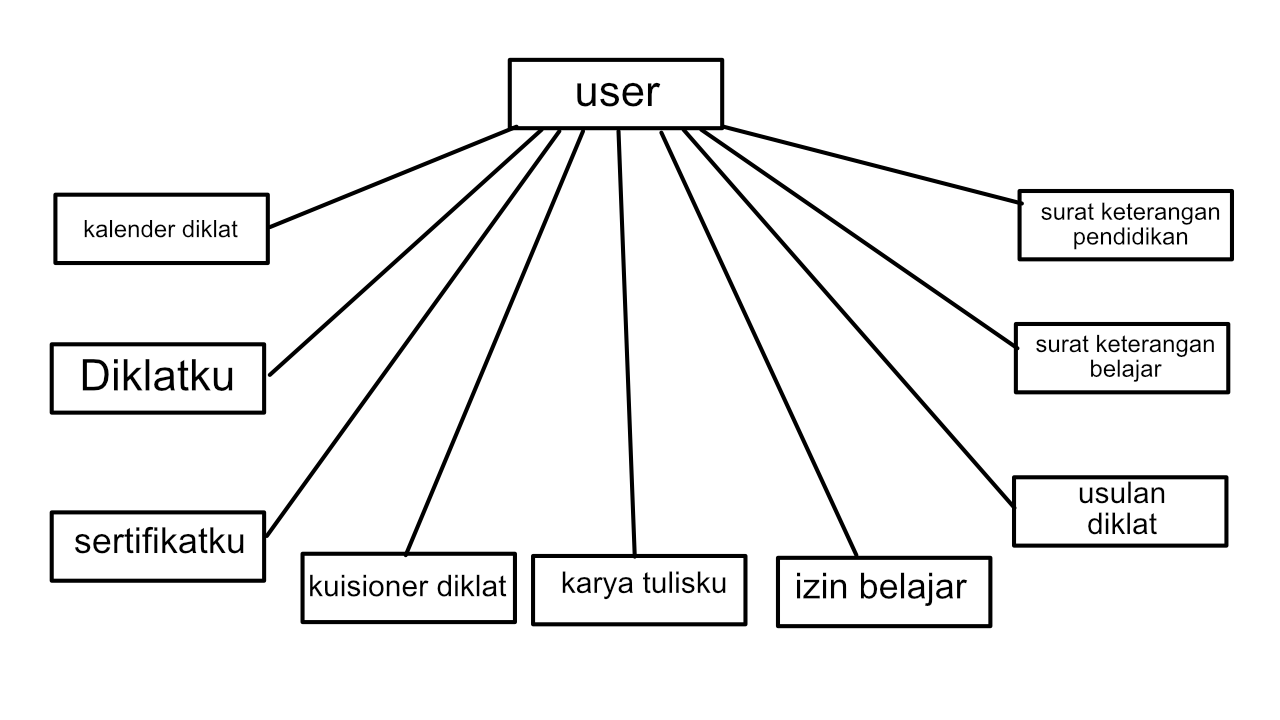 user
kalender diklat
surat keterangan
pendidikan
Diklatku
surat keterangan
belajar
sertifikatku
usulan
diklat
kuisioner diklat
karya tulisku
izin belajar